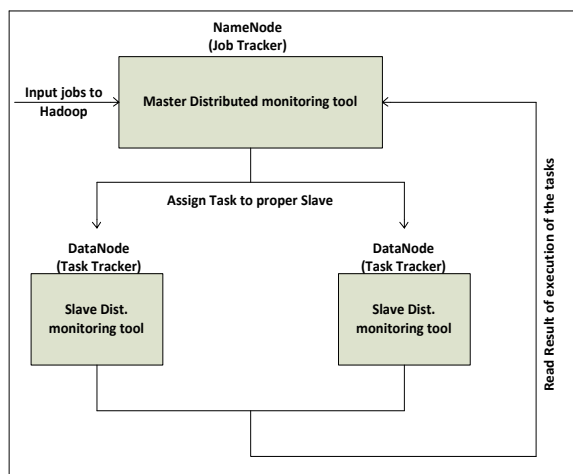 NameNode
(Job Tracker)
Input jobs to
Hadoop
Master Distributed monitoring tool
Assign Task to proper Slave
DataNode
(Task Tracker)
Slave Dist.
monitoring tool
DataNode
(Task Tracker)
Slave Dist.
monitoring tool
Read Result of execution of the tasks